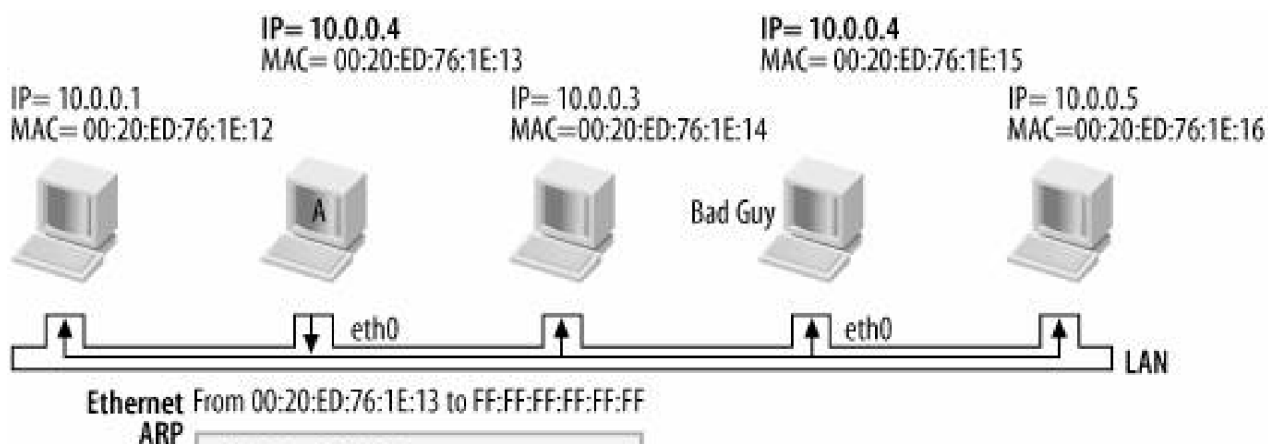 IP= 10.0.0.4
MAC= 00:20:ED:76:1E:13
IP= 10.0.0.4
MAC= 00:20:ED:76:1E:15
IP= 10.0.0.1
MAC= 00:20:ED:76:1E:12
IP= 10.0.0.3
MAC=00:20:ED:76:1E:14
IP= 10.0.0.5
MAC=00:20:ED:76:1E:16
A
Bad Guy
eth0
eth0
LAN
Ethernet From 00:20:ED:76:1E:13 to FF:FF:FF:FF:FF:FF
ARP